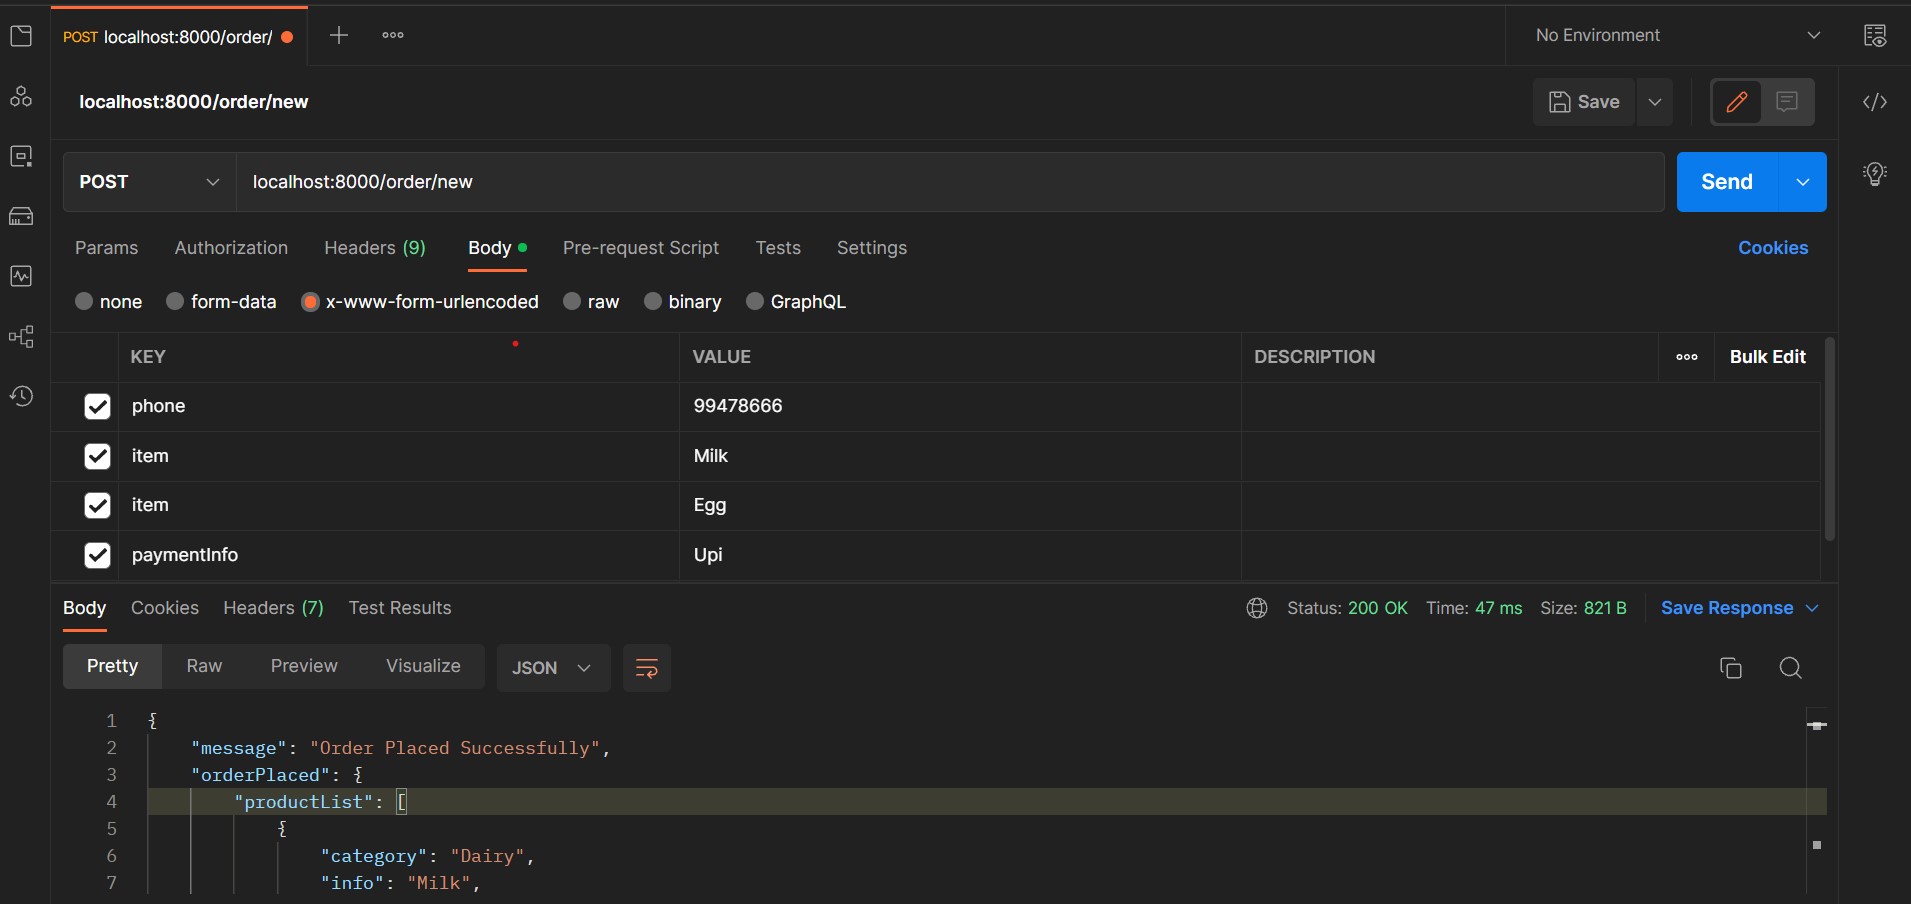 POST localhost:8000/order/
No Environment
localhost:8000/order/new
Save
POST localhost:8000/order/new Send
Params Authorization Headers (9) Body Pre-request Script Tests Settings Cookies
none form-data x-www-form-urlencoded raw binary GraphQL
KEY VALUE DESCRIPTION Bulk Edit
phone 99478666
item Milk
item Egg
paymentInfo Upi
Body Cookies Headers (7) Test Results Status: 200 OK Time: 47 ms Size: 821 B Save Response
Pretty Raw Preview Visualize JSON
1 {
2 "message": "Order Placed Successfully",
3 "orderPlaced": {
4 "productList": [
5 {
6 "category": "Dairy",
7 "info": "Milk",